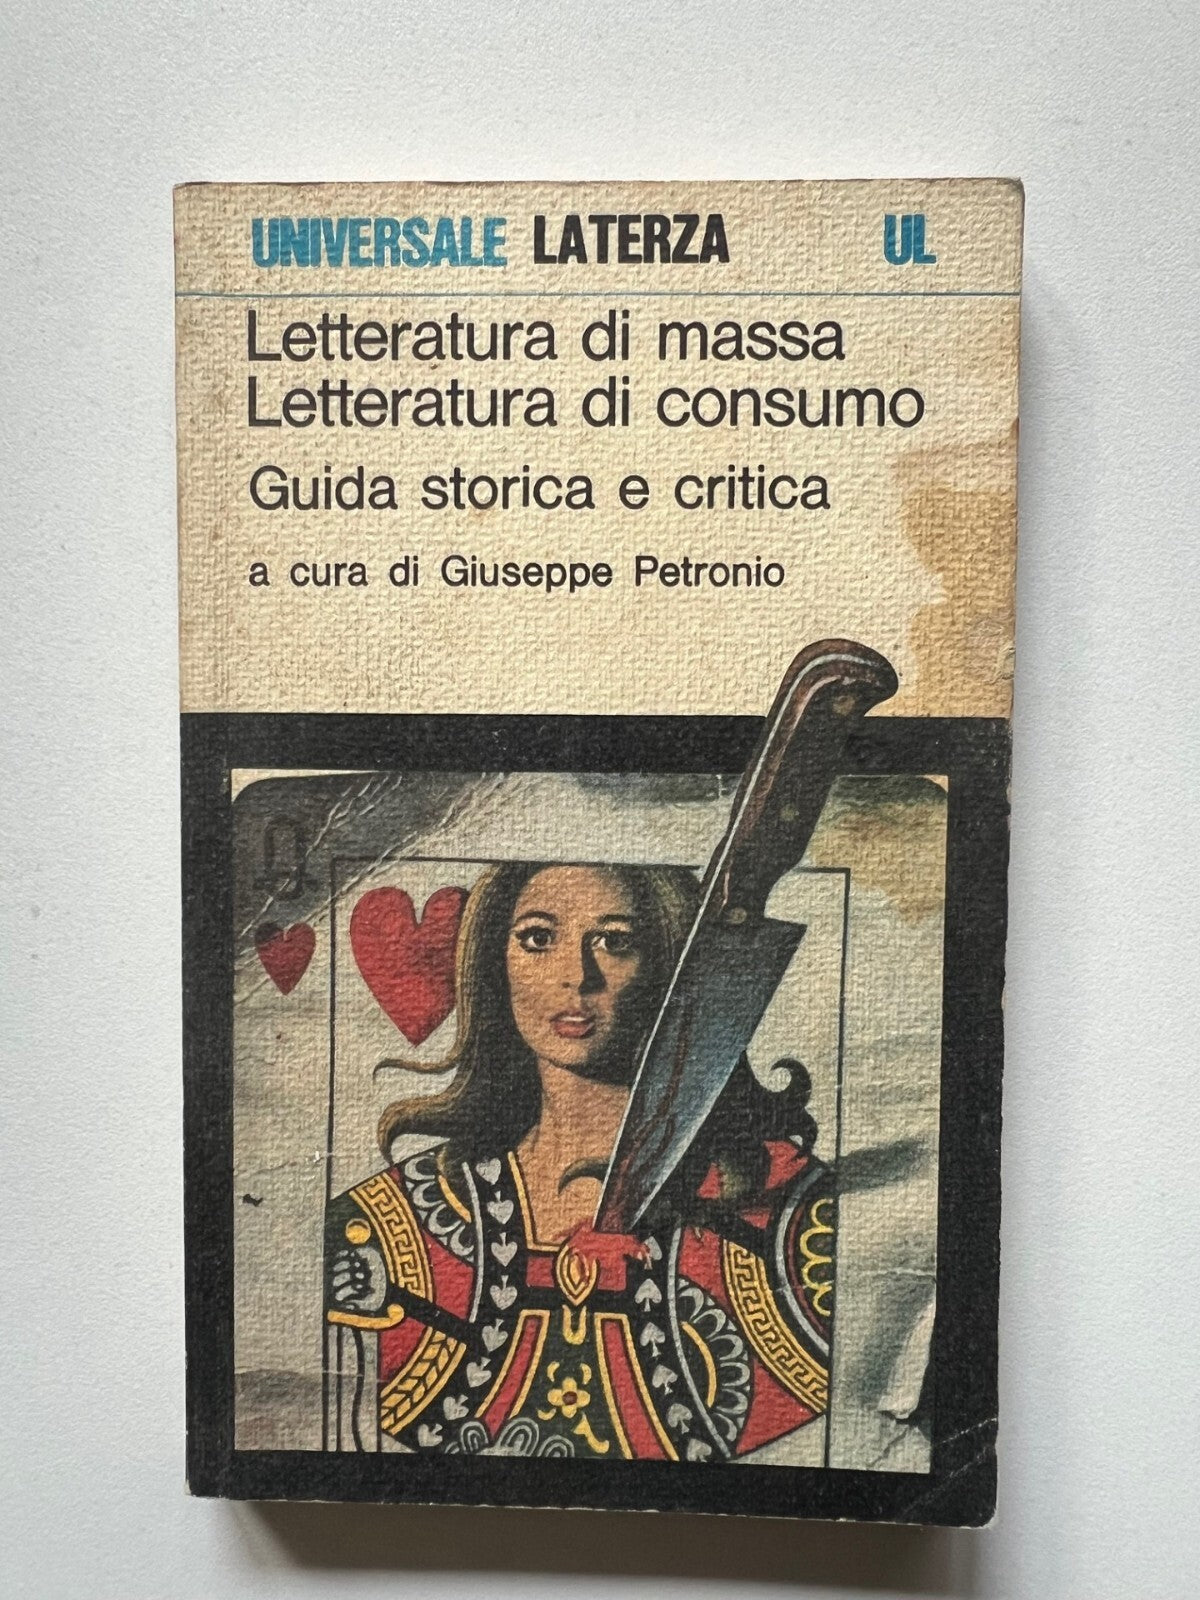 UNIVERSALE LATERZA UL
Letteratura di massa
Letteratura di consumo
Guida storica e critica
a cura di Giuseppe Petronio
Q